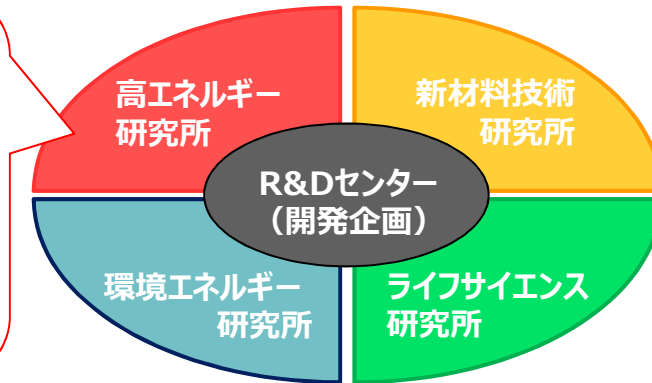 高エネルギー
研究所
新材料技術
研究所
R&Dセンター
（開発企画）
環境エネルギー
研究所
ライフサイエンス
研究所